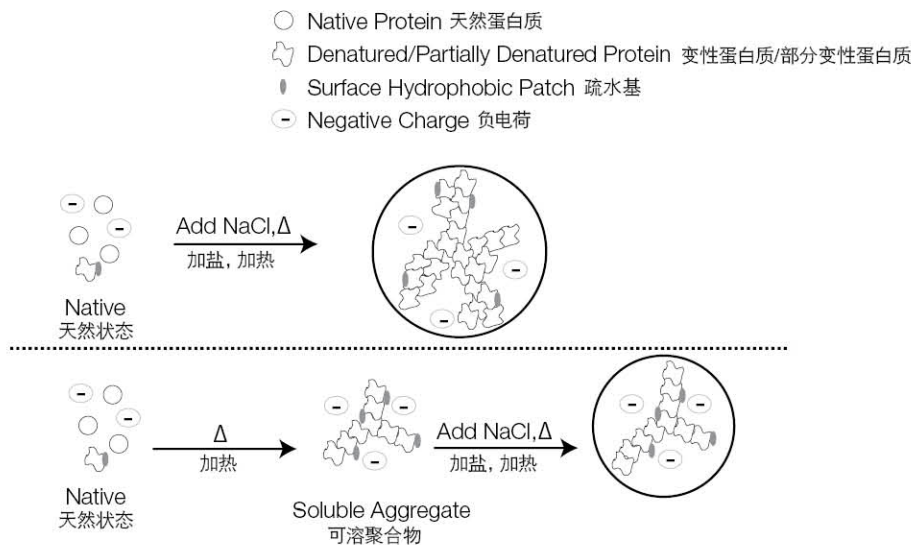 Native Protein 天然蛋白质
Denatured/Partially Denatured Protein 变性蛋白质/部分变性蛋白质
Surface Hydrophobic Patch 疏水基
- Negative Charge 负电荷
Add NaCl,Δ
加盐, 加热
Native
天然状态
Δ
加热
Add NaCl,Δ
加盐, 加热
Native
天然状态
Soluble Aggregate
可溶聚合物